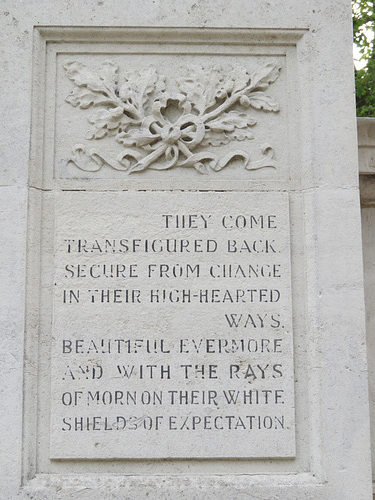 THEY COME
TRANSFIGURED BACK.
SECURE FROM CHANGE
IN THEIR HIGH-HEARTED
WAYS.
BEAUTIFUL EVERMORE
AND WITH THE RAYS
OF MORN ON THEIR WHITE
SHIELDS OF EXPECTATION.